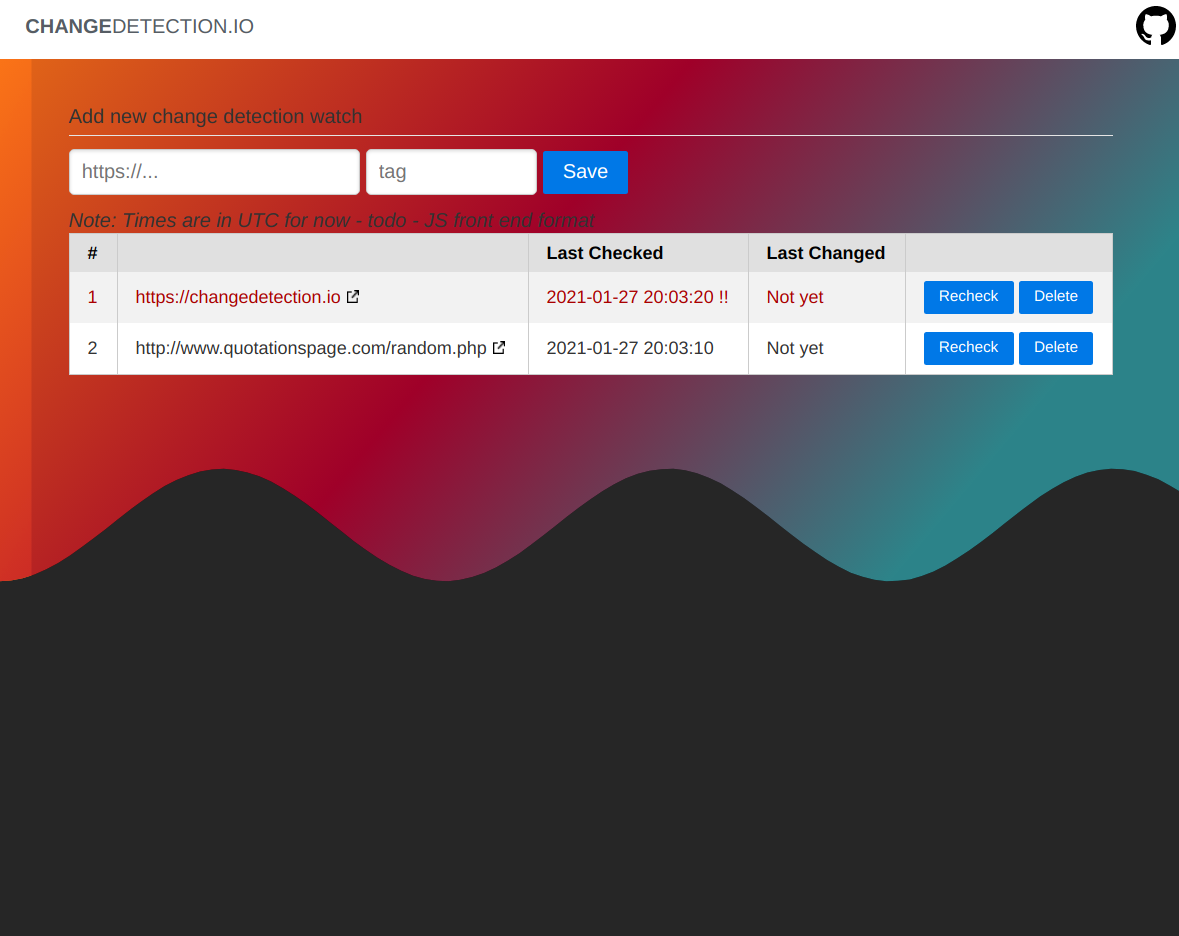 CHANGEDETECTION.IO
Add new change detection watch
https://... tag Save
Note: Times are in UTC for now - todo - JS front end format
# Last Checked Last Changed
1 https://changedetection.io 2021-01-27 20:03:20 !! Not yet Recheck Delete
2 http://www.quotationspage.com/random.php 2021-01-27 20:03:10 Not yet Recheck Delete